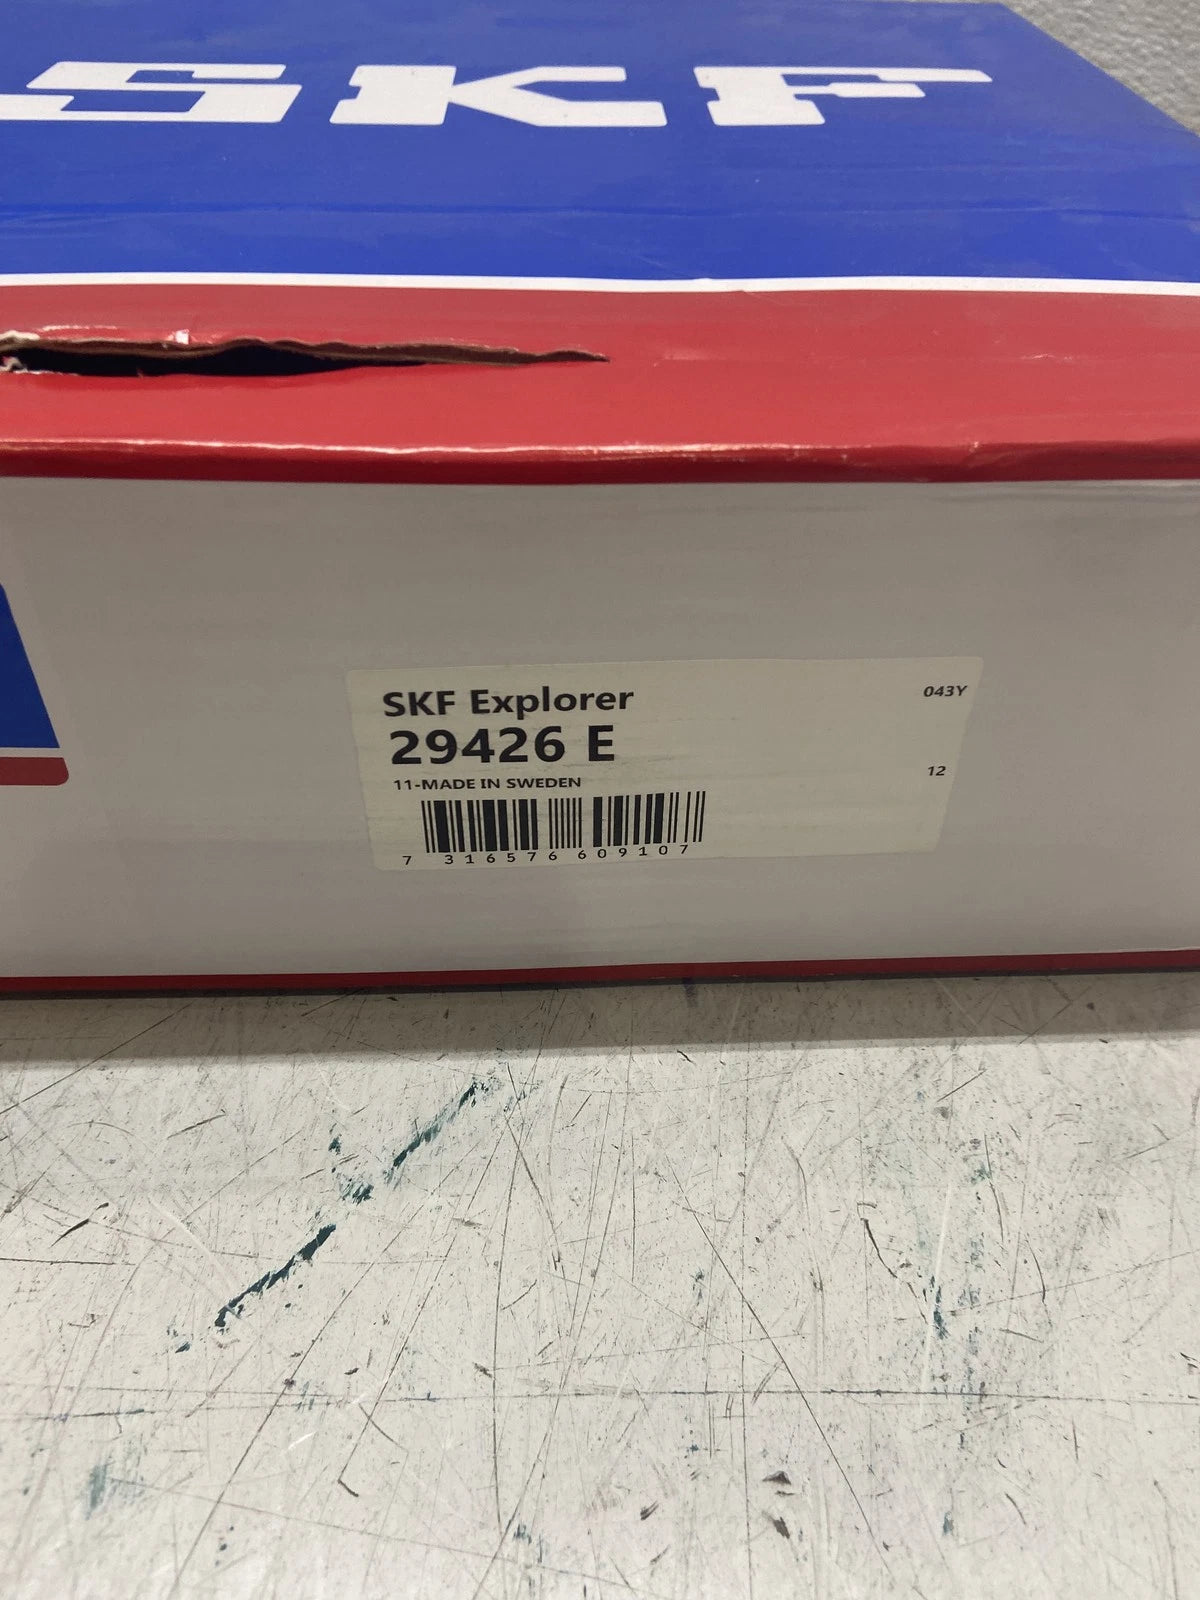 SKF
SKF Explorer
043Y
29426 E
11-MADE IN SWEDEN
12
7 316576 609107